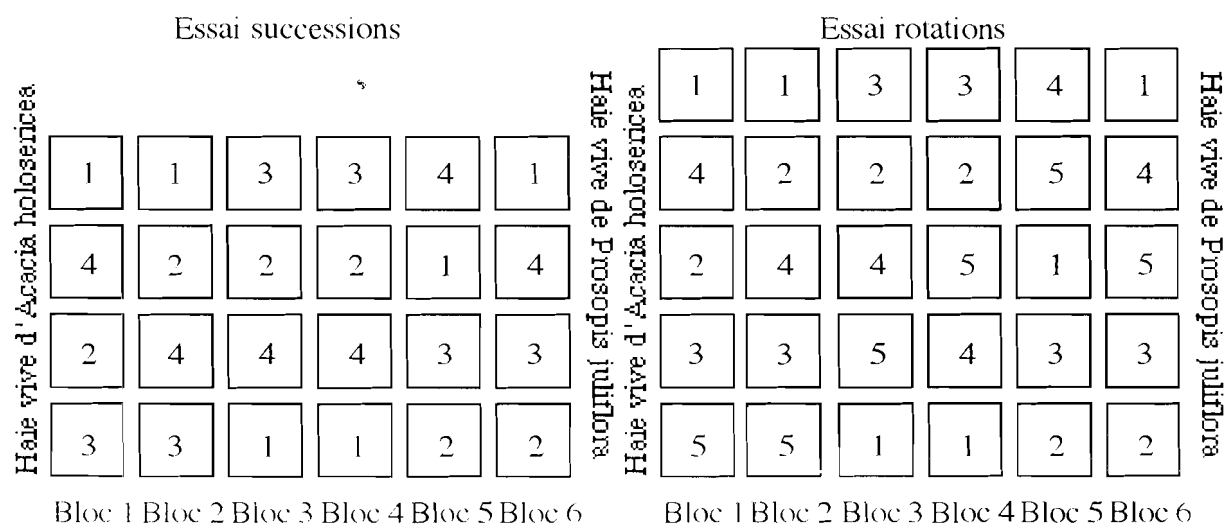 Essai successions
Haie vive d'Acacia holosericea
1 1 3 3 4 1
4 2 2 2 1 4
2 4 4 4 3 3
3 3 1 1 2 2
Haie vive de Prosopis juliflora
Bloc 1 Bloc 2 Bloc 3 Bloc 4 Bloc 5 Bloc 6
Essai rotations
Haie vive d'Acacia holosericea
1 1 3 3 4 1
4 2 2 2 5 4
2 4 4 5 1 5
3 3 5 4 3 3
5 5 1 1 2 2
Haie vive de Prosopis juliflora
Bloc 1 Bloc 2 Bloc 3 Bloc 4 Bloc 5 Bloc 6